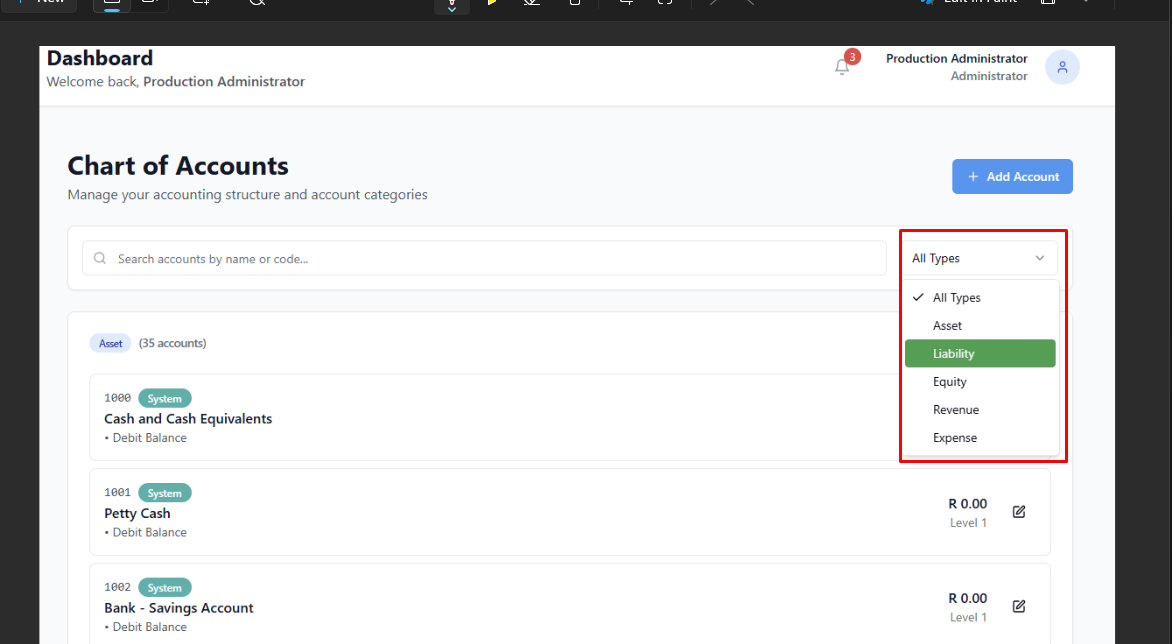 New
Edit in Paint
Dashboard
Welcome back, Production Administrator
3
Production Administrator
Administrator
Chart of Accounts
Manage your accounting structure and account categories
+ Add Account
Search accounts by name or code...
All Types
✓ All Types
Asset
Liability
Equity
Revenue
Expense
Asset (35 accounts)
1000 System
Cash and Cash Equivalents
• Debit Balance
1001 System
Petty Cash
• Debit Balance
R 0.00
Level 1
1002 System
Bank - Savings Account
• Debit Balance
R 0.00
Level 1